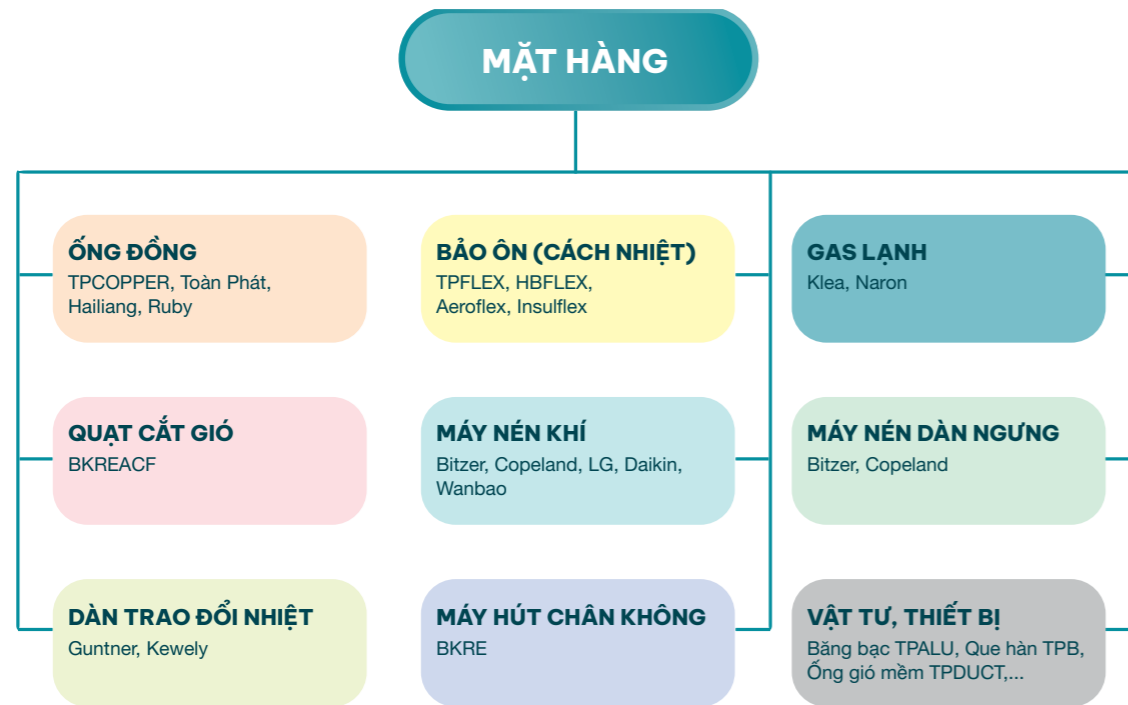 MẶT HÀNG
ỐNG ĐỒNG
TPCOPPER, Toàn Phát,
Hailiang, Ruby
BẢO ÔN (CÁCH NHIỆT)
TPFLEX, HBFLEX,
Aeroflex, Insulflex
GAS LẠNH
Klea, Naron
QUẠT CẮT GIÓ
BKREACF
MÁY NÉN KHÍ
Bitzer, Copeland, LG, Daikin,
Wanbao
MÁY NÉN DÀN NGƯNG
Bitzer, Copeland
DÀN TRAO ĐỔI NHIỆT
Guntner, Kewely
MÁY HÚT CHÂN KHÔNG
BKRE
VẬT TƯ, THIẾT BỊ
Băng bạc TPALU, Que hàn TPB,
Ống gió mềm TPDUCT,...